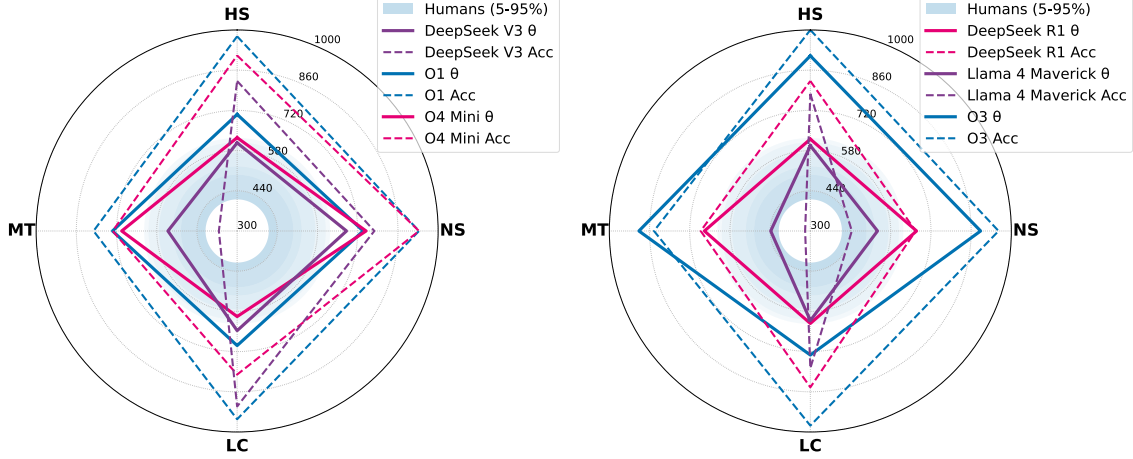 HS
Humans (5-95%)
DeepSeek V3 θ
DeepSeek V3 Acc
O1 θ
O1 Acc
O4 Mini θ
O4 Mini Acc
1000
860
720
580
440
300
MT
NS
LC
HS
Humans (5-95%)
DeepSeek R1 θ
DeepSeek R1 Acc
Llama 4 Maverick θ
Llama 4 Maverick Acc
O3 θ
O3 Acc
1000
860
720
580
440
300
MT
NS
LC